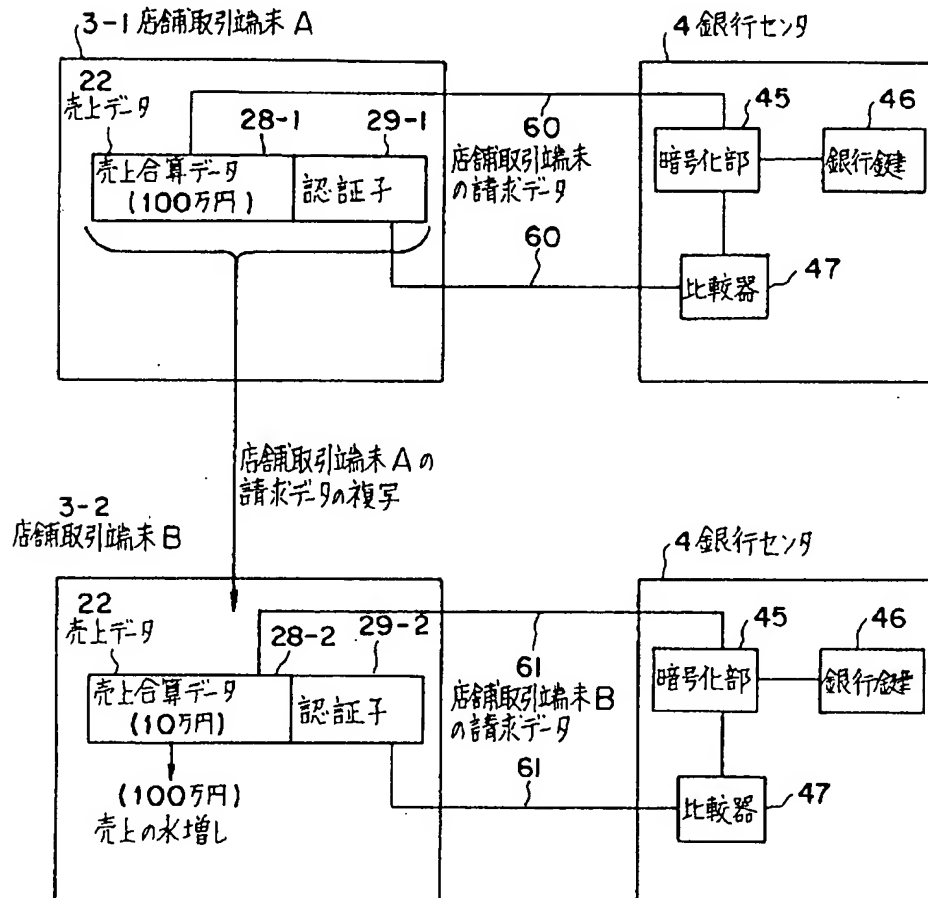 3-1 店舗取引端末 A
4 銀行センタ
22
売上データ
28-1
29-1
売上合算データ
(100万円)
認証子
60
店舗取引端末
の請求データ
60
45
46
暗号化部
銀行鍵
47
比較器
店舗取引端末 A の
請求データの複写
3-2
店舗取引端末 B
4 銀行センタ
22
売上データ
28-2
29-2
売上合算データ
(10万円)
認証子
(100万円)
売上の水増し
61
店舗取引端末 B
の請求データ
61
45
46
暗号化部
銀行鍵
47
比較器